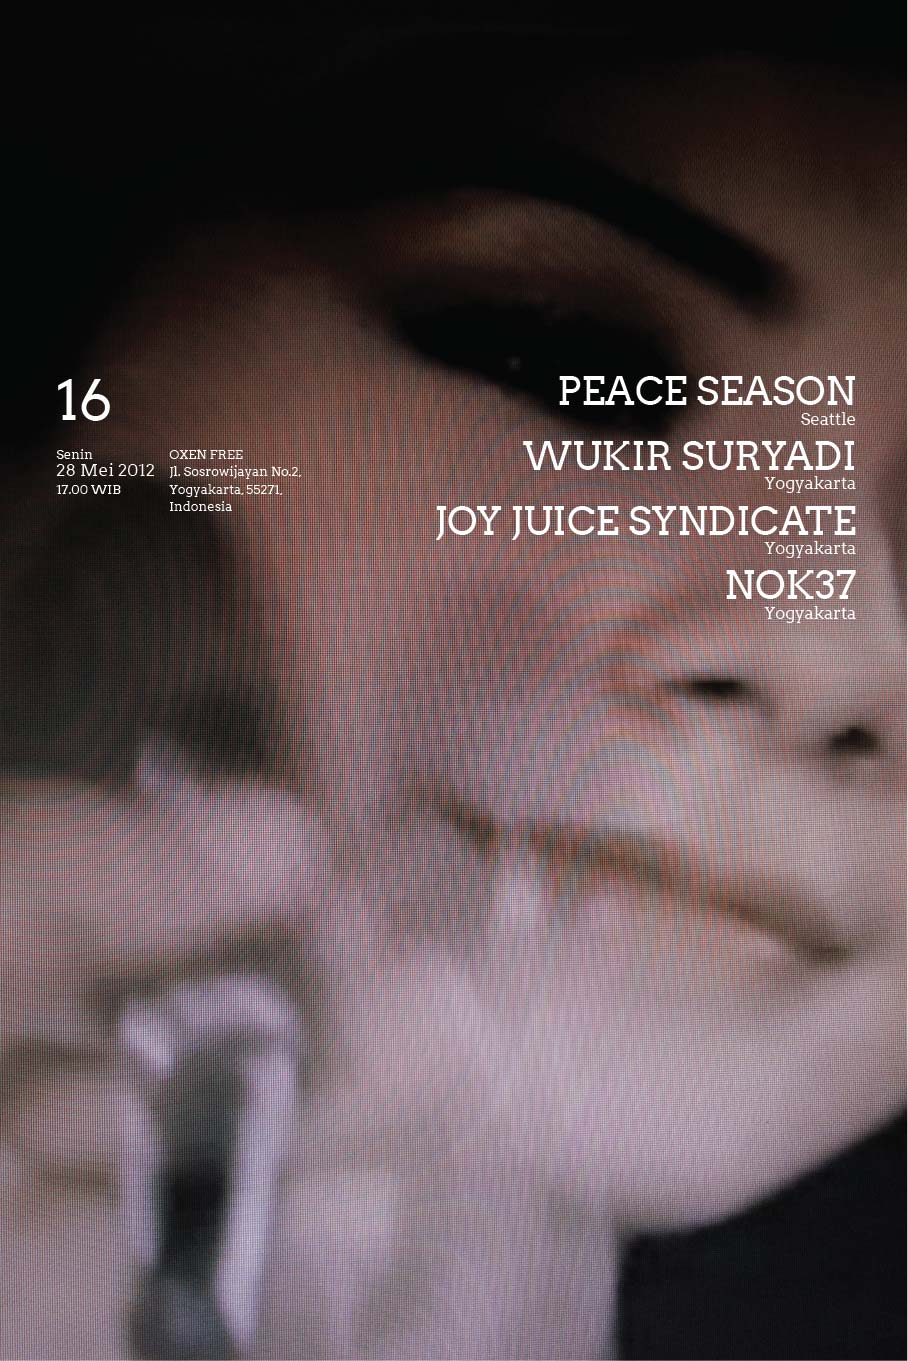 16
Senin
28 Mei 2012
17.00 WIB
OXEN FREE
Jl. Sosrowijayan No.2,
Yogyakarta, 55271,
Indonesia
PEACE SEASON
Seattle
WUKIR SURYADI
Yogyakarta
JOY JUICE SYNDICATE
Yogyakarta
NOK37
Yogyakarta